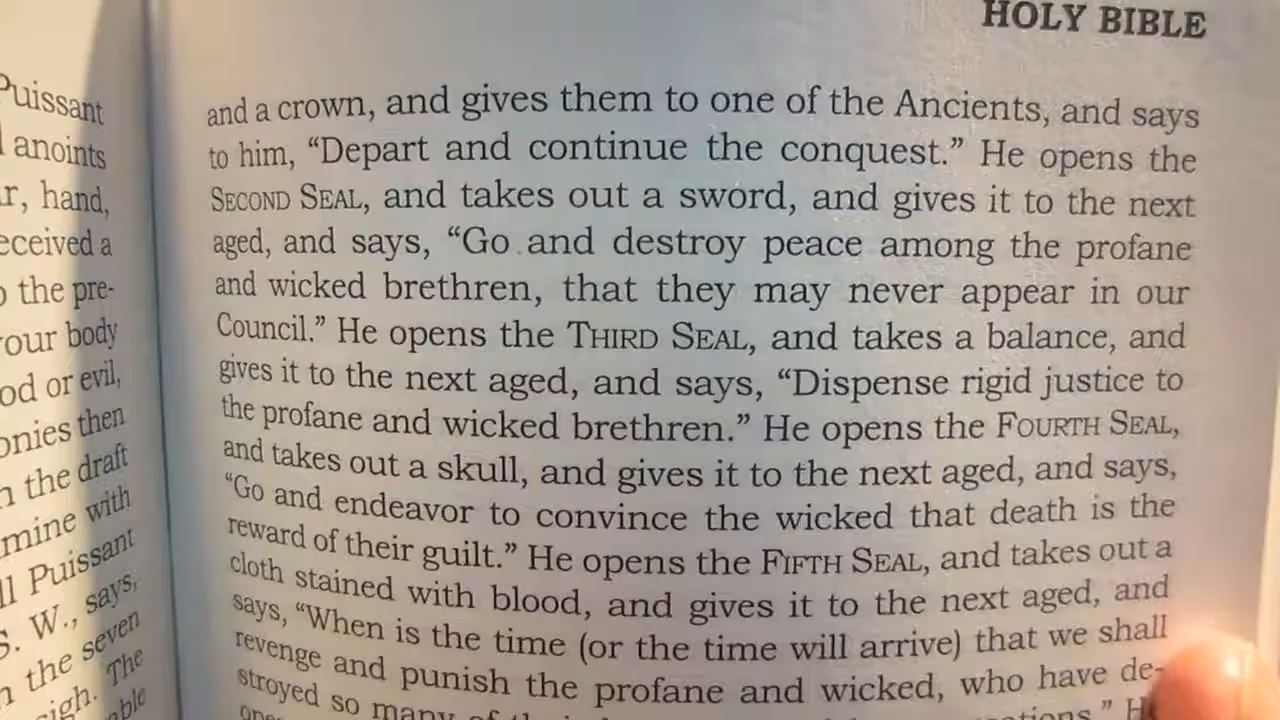 HOLY BIBLE
Puissant
anoints
hand,
eceived a
the pre-
our body
od or evil,
onies then
the draft
mine with
ll Puissant
S. W., says,
the seven
sigh. The
able
and a crown, and gives them to one of the Ancients, and says
to him, “Depart and continue the conquest.” He opens the
SECOND SEAL, and takes out a sword, and gives it to the next
aged, and says, “Go and destroy peace among the profane
and wicked brethren, that they may never appear in our
Council.” He opens the THIRD SEAL, and takes a balance, and
gives it to the next aged, and says, “Dispense rigid justice to
the profane and wicked brethren.” He opens the FOURTH SEAL,
and takes out a skull, and gives it to the next aged, and says,
“Go and endeavor to convince the wicked that death is the
reward of their guilt.” He opens the FIFTH SEAL, and takes out a
cloth stained with blood, and gives it to the next aged, and
says, “When is the time (or the time will arrive) that we shall
revenge and punish the profane and wicked, who have de-
stroyed so many of